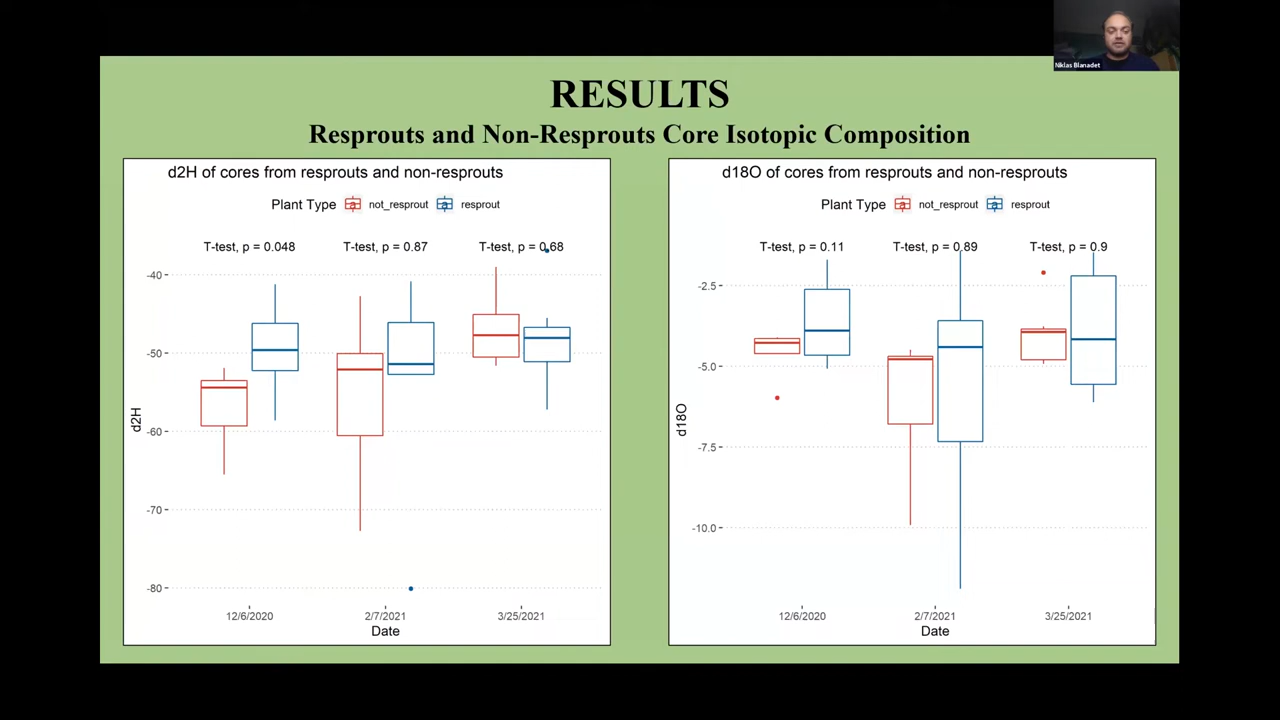 Niklas Blanadet
RESULTS
Resprouts and Non-Resprouts Core Isotopic Composition
d2H of cores from resprouts and non-resprouts
Plant Type a not_resprout a resprout
T-test, p = 0.048 T-test, p = 0.87 T-test, p = 0.68
-40
-50
-60
-70
-80
d2H
12/6/2020 2/7/2021 3/25/2021
Date
d18O of cores from resprouts and non-resprouts
Plant Type a not_resprout a resprout
T-test, p = 0.11 T-test, p = 0.89 T-test, p = 0.9
-2.5
-5.0
-7.5
-10.0
d18O
12/6/2020 2/7/2021 3/25/2021
Date